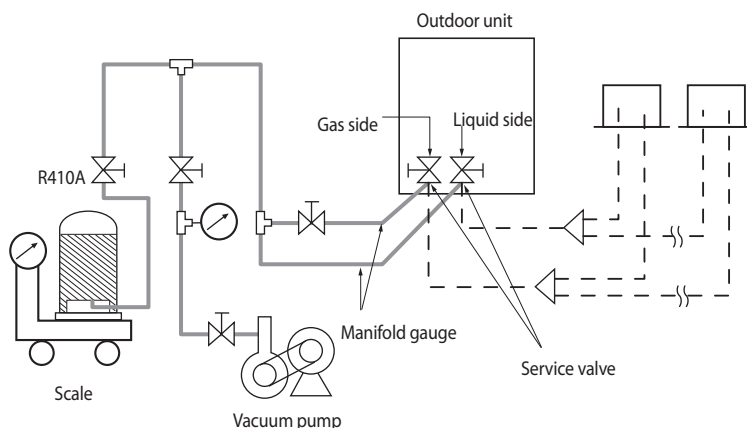 Outdoor unit
Gas side
Liquid side
R410A
Manifold gauge
Service valve
Scale
Vacuum pump